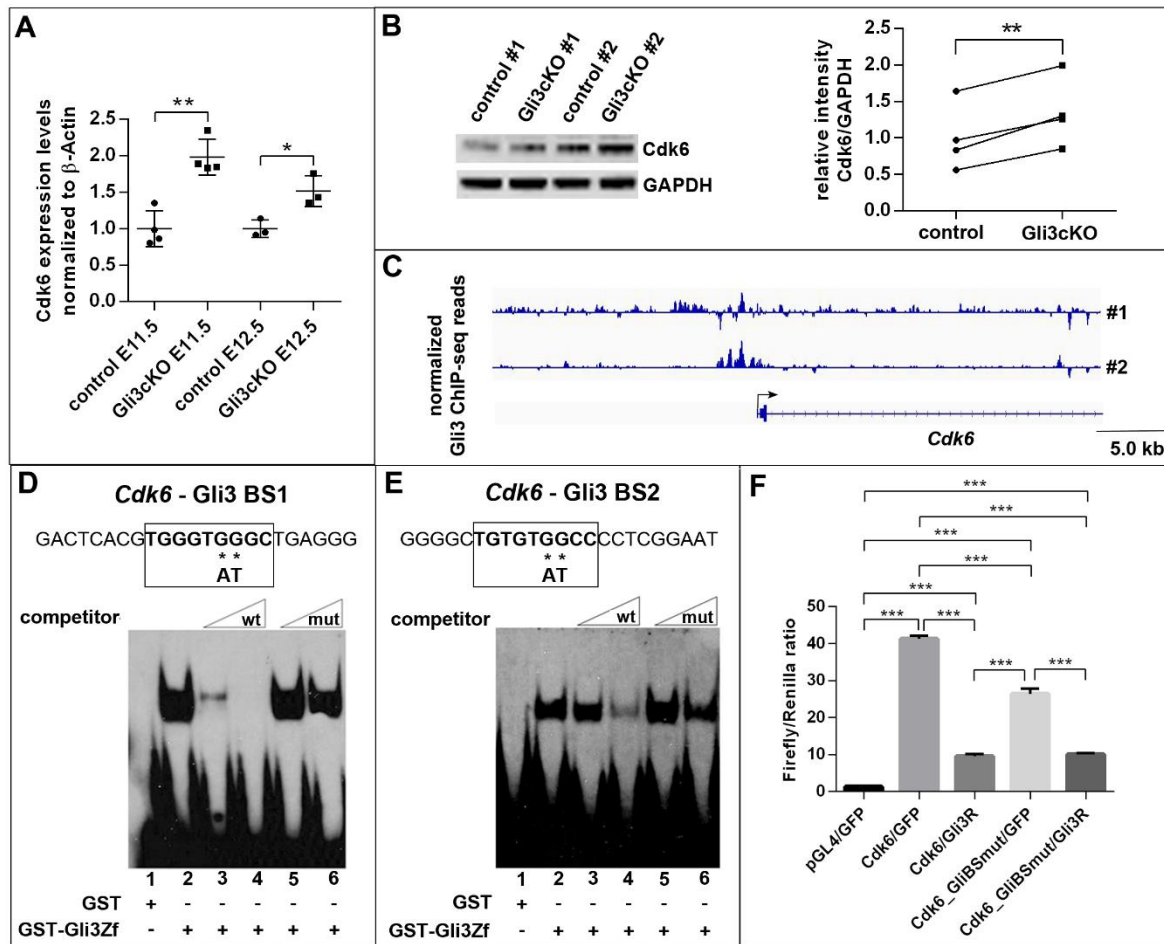 A
Cdk6 expression levels
normalized to β-Actin
2.5
2.0
1.5
1.0
0.5
0.0
**
*
control E11.5
Gli3cKO E11.5
control E12.5
Gli3cKO E12.5
B
control #1
Gli3cKO #1
control #2
Gli3cKO #2
Cdk6
GAPDH
relative intensity
Cdk6/GAPDH
2.5
2.0
1.5
1.0
0.5
0.0
**
control
Gli3cKO
C
normalized
Gli3 ChIP-seq reads
#1
#2
Cdk6
5.0 kb
D
Cdk6 - Gli3 BS1
GACTCACGTGGGTGGGCTGAGGG
* *
AT
competitor
wt
mut
1 2 3 4 5 6
GST + - - - - -
GST-Gli3Zf - + + + + +
E
Cdk6 - Gli3 BS2
GGGGCTGTGTGGCCCCTCGGAAT
* *
AT
competitor
wt
mut
1 2 3 4 5 6
GST + - - - - -
GST-Gli3Zf - + + + + +
F
***
***
***
***
***
*** ***
*** ***
Firefly/Renilla ratio
50
40
30
20
10
0
pGL4/GFP
Cdk6/GFP
Cdk6/Gli3R
Cdk6_GliBSmut/GFP
Cdk6_GliBSmut/Gli3R